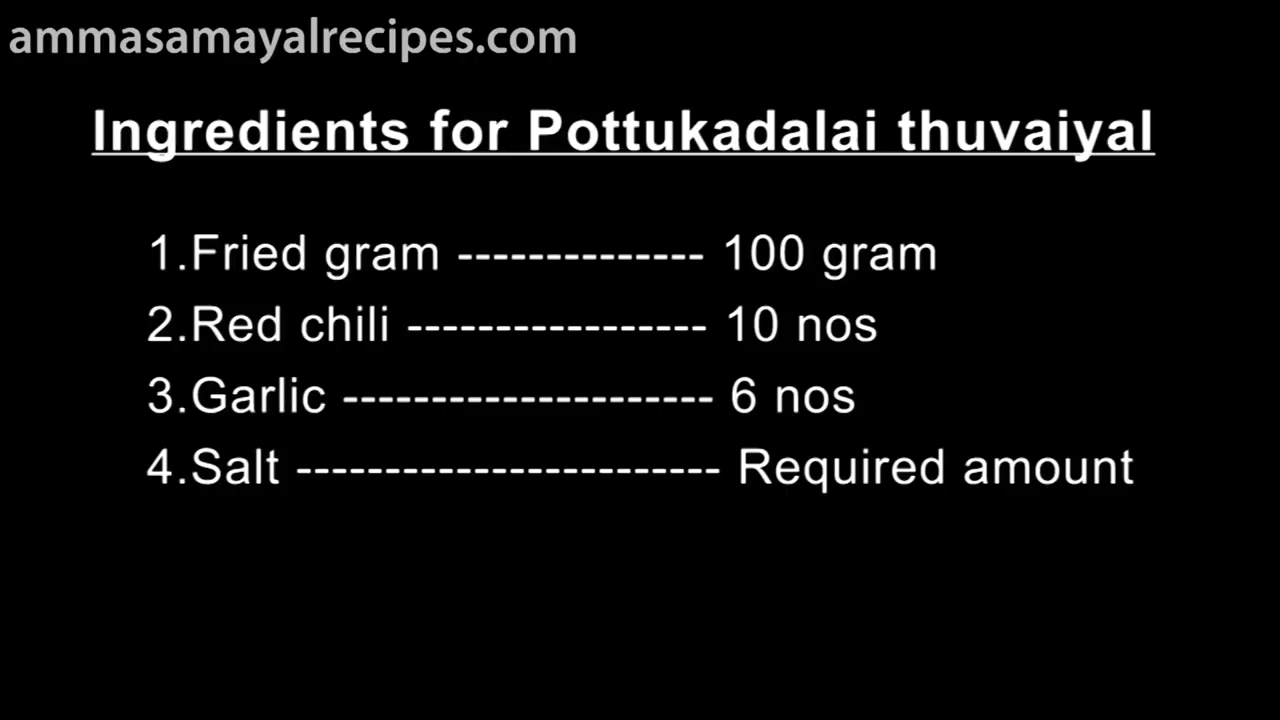 ammasamayalrecipes.com
Ingredients for Pottukadalai thuvaiyal
1.Fried gram -------------- 100 gram
2.Red chili ----------------- 10 nos
3.Garlic --------------------- 6 nos
4.Salt ------------------------ Required amount